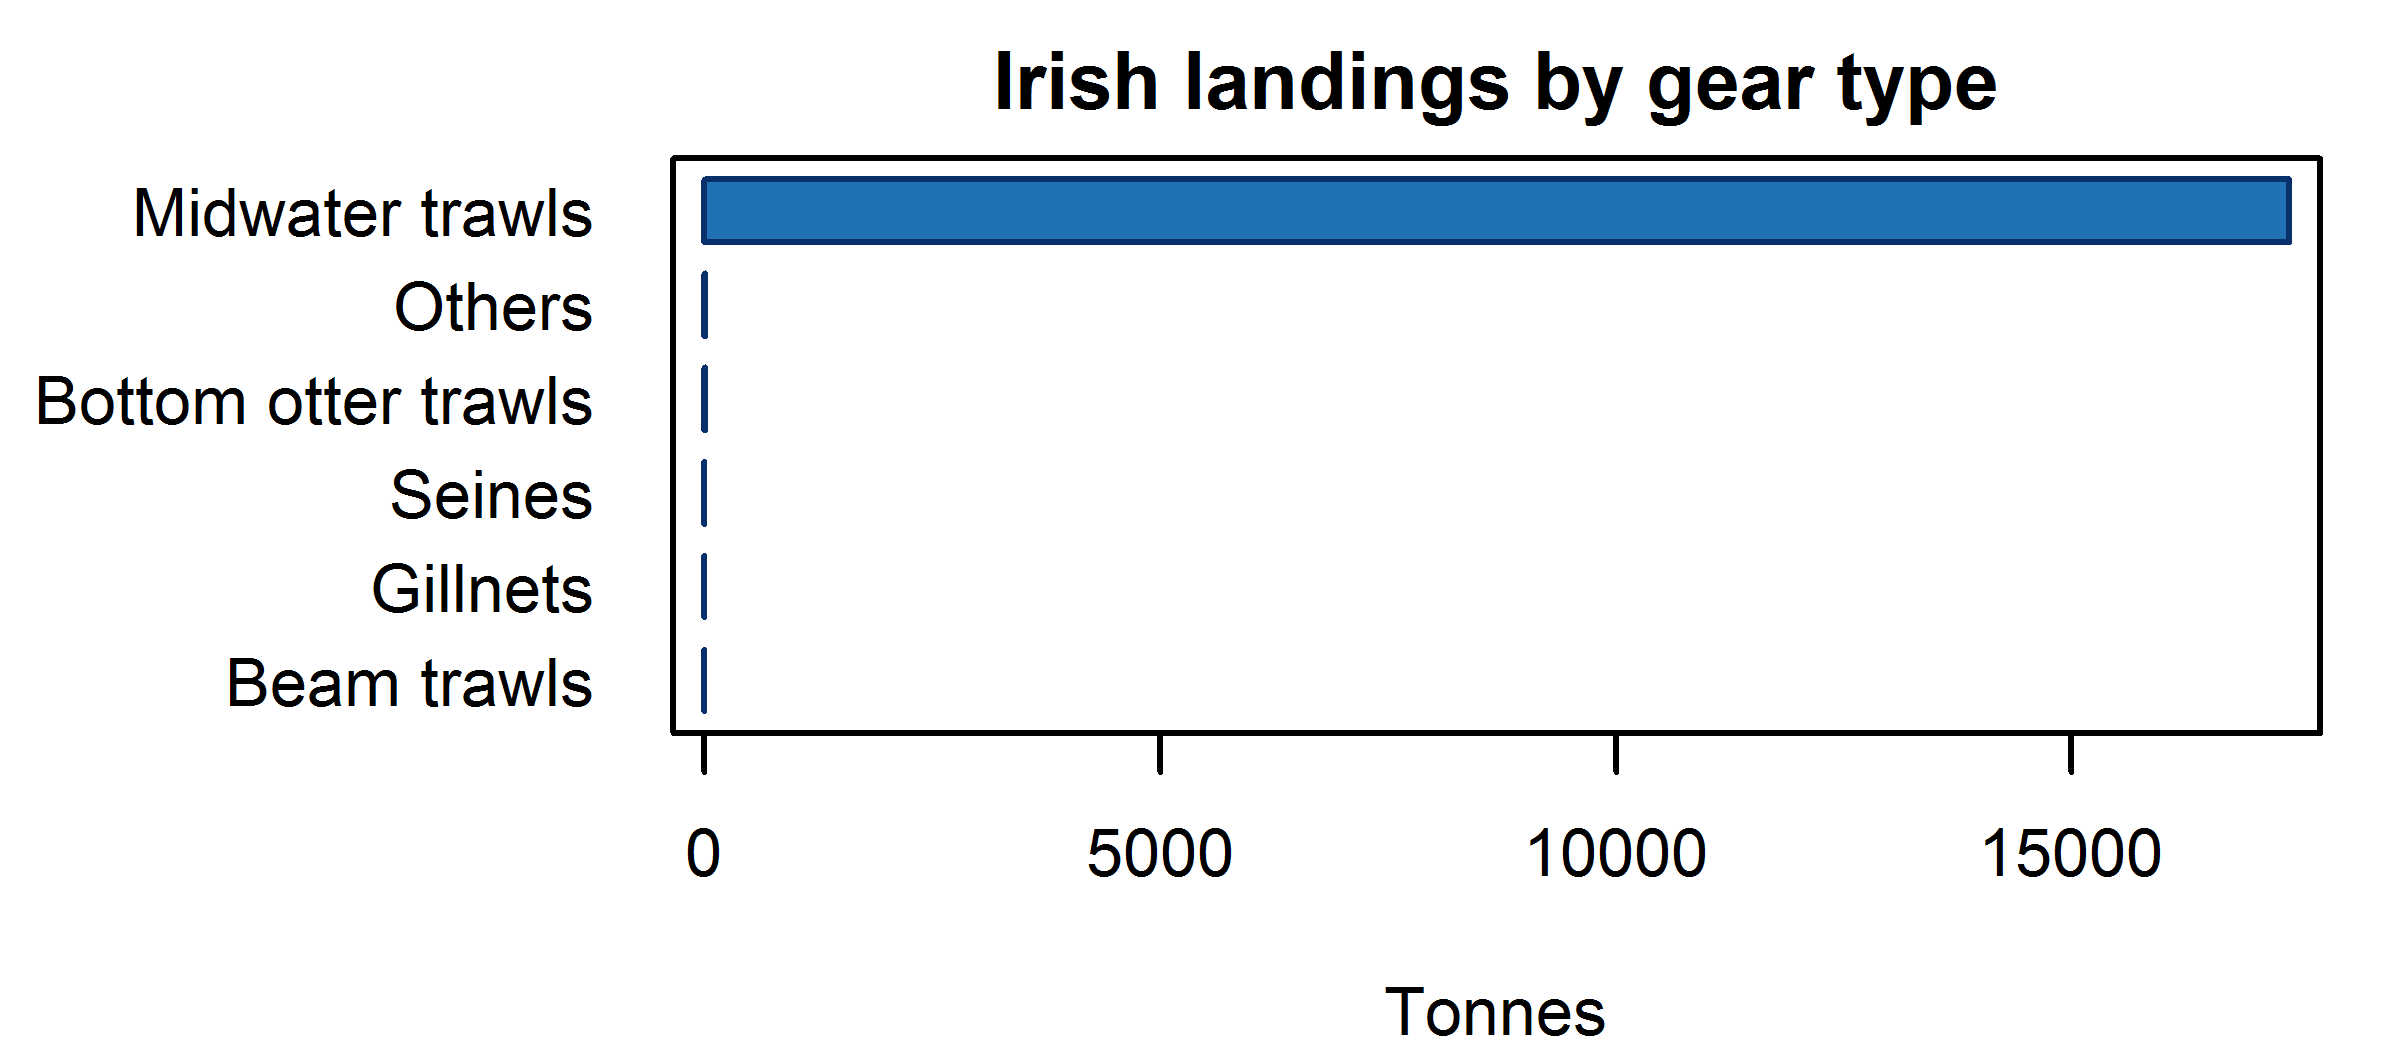 Irish landings by gear type
Midwater trawls
Others
Bottom otter trawls
Seines
Gillnets
Beam trawls
0 5000 10000 15000
Tonnes